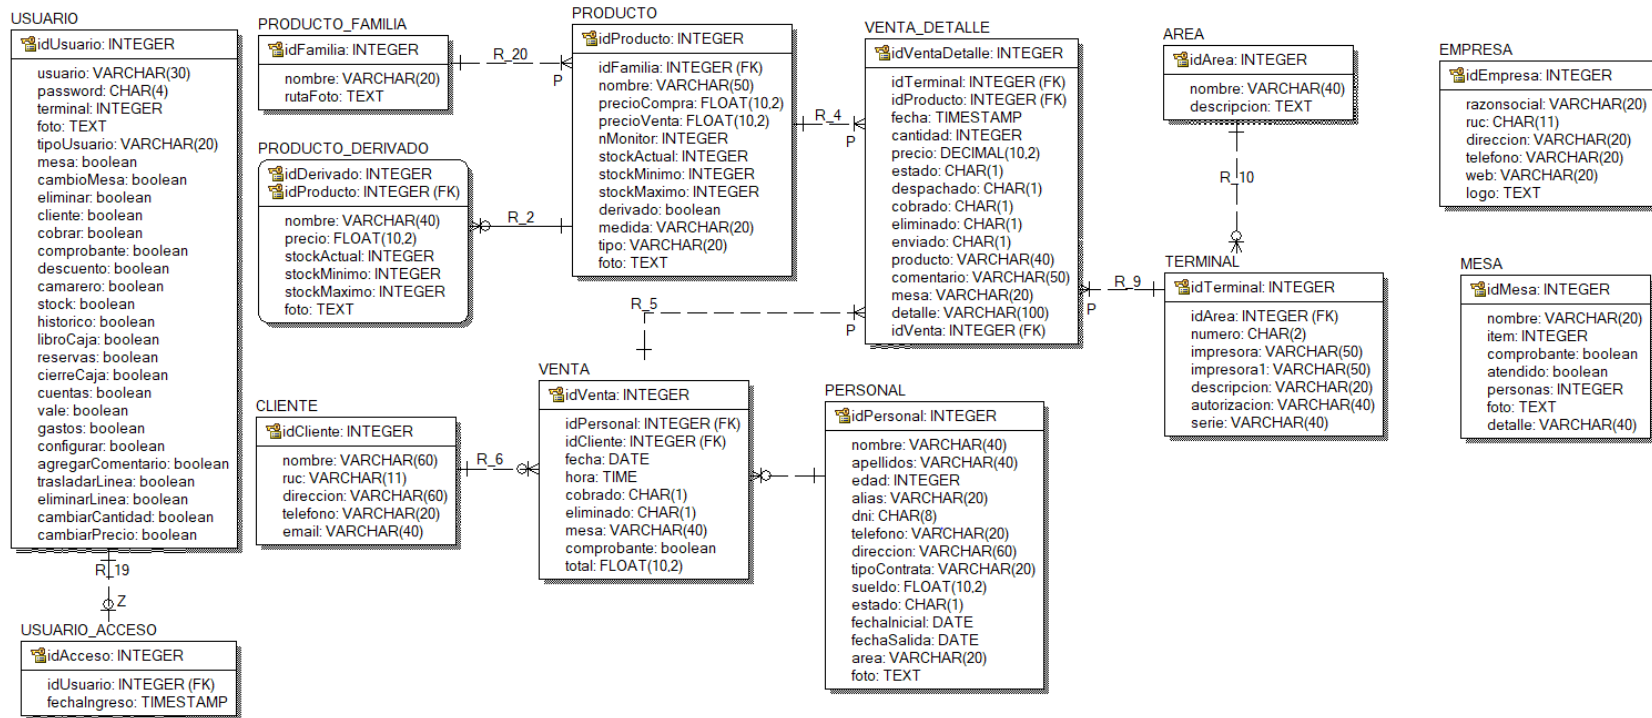 USUARIO
idUsuario: INTEGER
usuario: VARCHAR(30)
password: CHAR(4)
terminal: INTEGER
foto: TEXT
tipoUsuario: VARCHAR(20)
mesa: boolean
cambioMesa: boolean
eliminar: boolean
cliente: boolean
cobrar: boolean
comprobante: boolean
descuento: boolean
camarero: boolean
stock: boolean
historico: boolean
libroCaja: boolean
reservas: boolean
cierreCaja: boolean
cuentas: boolean
vale: boolean
gastos: boolean
configurar: boolean
agregarComentario: boolean
trasladarLinea: boolean
eliminarLinea: boolean
cambiarCantidad: boolean
cambiarPrecio: boolean
R_19
Z
USUARIO_ACCESO
idAcceso: INTEGER
idUsuario: INTEGER (FK)
fechaIngreso: TIMESTAMP
PRODUCTO_FAMILIA
idFamilia: INTEGER
nombre: VARCHAR(20)
rutaFoto: TEXT
R_20
P
PRODUCTO_DERIVADO
idDerivado: INTEGER
idProducto: INTEGER (FK)
nombre: VARCHAR(40)
precio: FLOAT(10,2)
stockActual: INTEGER
stockMinimo: INTEGER
stockMaximo: INTEGER
foto: TEXT
R_2
CLIENTE
idCliente: INTEGER
nombre: VARCHAR(60)
ruc: VARCHAR(11)
direccion: VARCHAR(60)
telefono: VARCHAR(20)
email: VARCHAR(40)
R_6
PRODUCTO
idProducto: INTEGER
idFamilia: INTEGER (FK)
nombre: VARCHAR(50)
precioCompra: FLOAT(10,2)
precioVenta: FLOAT(10,2)
nMonitor: INTEGER
stockActual: INTEGER
stockMinimo: INTEGER
stockMaximo: INTEGER
derivado: boolean
medida: VARCHAR(20)
tipo: VARCHAR(20)
foto: TEXT
R_4
P
R_5
P
VENTA
idVenta: INTEGER
idPersonal: INTEGER (FK)
idCliente: INTEGER (FK)
fecha: DATE
hora: TIME
cobrado: CHAR(1)
eliminado: CHAR(1)
mesa: VARCHAR(40)
comprobante: boolean
total: FLOAT(10,2)
VENTA_DETALLE
idVentaDetalle: INTEGER
idTerminal: INTEGER (FK)
idProducto: INTEGER (FK)
fecha: TIMESTAMP
cantidad: INTEGER
precio: DECIMAL(10,2)
estado: CHAR(1)
despachado: CHAR(1)
cobrado: CHAR(1)
eliminado: CHAR(1)
enviado: CHAR(1)
producto: VARCHAR(40)
comentario: VARCHAR(50)
mesa: VARCHAR(20)
detalle: VARCHAR(100)
idVenta: INTEGER (FK)
R_9
P
PERSONAL
idPersonal: INTEGER
nombre: VARCHAR(40)
apellidos: VARCHAR(40)
edad: INTEGER
alias: VARCHAR(20)
dni: CHAR(8)
telefono: VARCHAR(20)
direccion: VARCHAR(60)
tipoContrata: VARCHAR(20)
sueldo: FLOAT(10,2)
estado: CHAR(1)
fechaInicial: DATE
fechaSalida: DATE
area: VARCHAR(20)
foto: TEXT
AREA
idArea: INTEGER
nombre: VARCHAR(40)
descripcion: TEXT
R_10
TERMINAL
idTerminal: INTEGER
idArea: INTEGER (FK)
numero: CHAR(2)
impresora: VARCHAR(50)
impresora1: VARCHAR(50)
descripcion: VARCHAR(20)
autorizacion: VARCHAR(40)
serie: VARCHAR(40)
EMPRESA
idEmpresa: INTEGER
razonsocial: VARCHAR(20)
ruc: CHAR(11)
direccion: VARCHAR(20)
telefono: VARCHAR(20)
web: VARCHAR(20)
logo: TEXT
MESA
idMesa: INTEGER
nombre: VARCHAR(20)
item: INTEGER
comprobante: boolean
atendido: boolean
personas: INTEGER
foto: TEXT
detalle: VARCHAR(40)